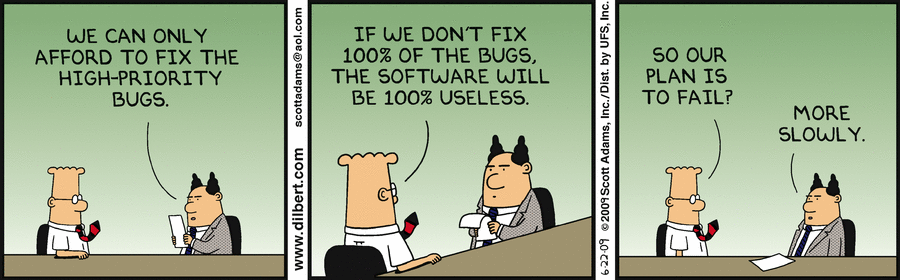 WE CAN ONLY
AFFORD TO FIX THE
HIGH-PRIORITY
BUGS.
www.dilbert.com
scottadams@aol.com
IF WE DON'T FIX
100% OF THE BUGS,
THE SOFTWARE WILL
BE 100% USELESS.
6-22-09 ©2009 Scott Adams, Inc./Dist. by UFS, Inc.
SO OUR
PLAN IS
TO FAIL?
MORE
SLOWLY.